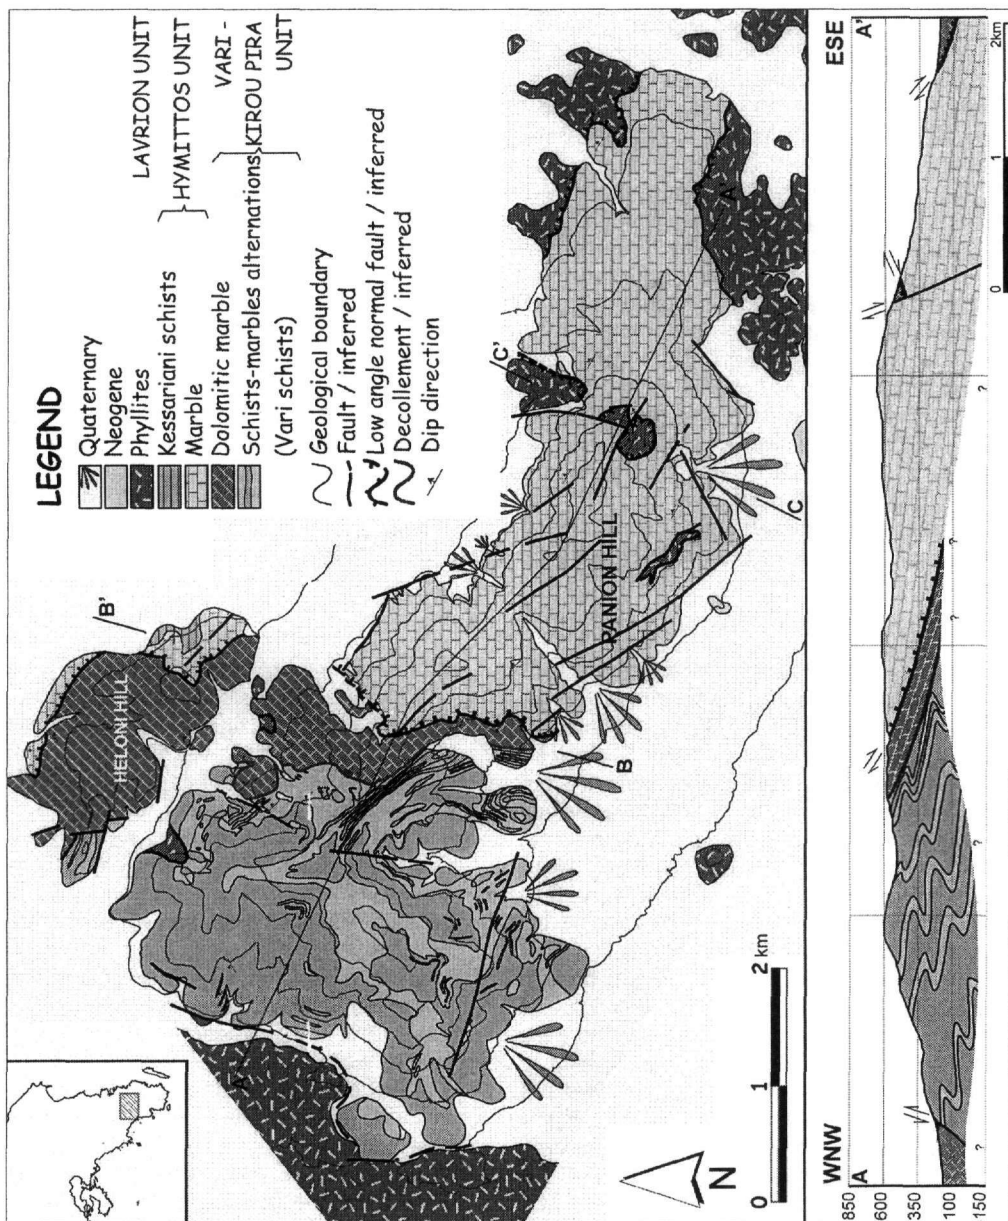 LEGEND
Quaternary
Neogene
Phyllites LAVRION UNIT
Kessariani schists
Marble
HYMITTOS UNIT
Dolomitic marble
Schists-marbles alternations
(Vari schists)
VARI -
KIROU PIRA
UNIT
Geological boundary
Fault / inferred
Low angle normal fault / inferred
Decollement / inferred
Dip direction
HELONI HILL
PANION HILL
A
A'
B
B'
C
C'
N
0 1 2 km
WNW
ESE
A
A'
850
600
350
100
150
? ? ? ? ? ?
0 1 2km